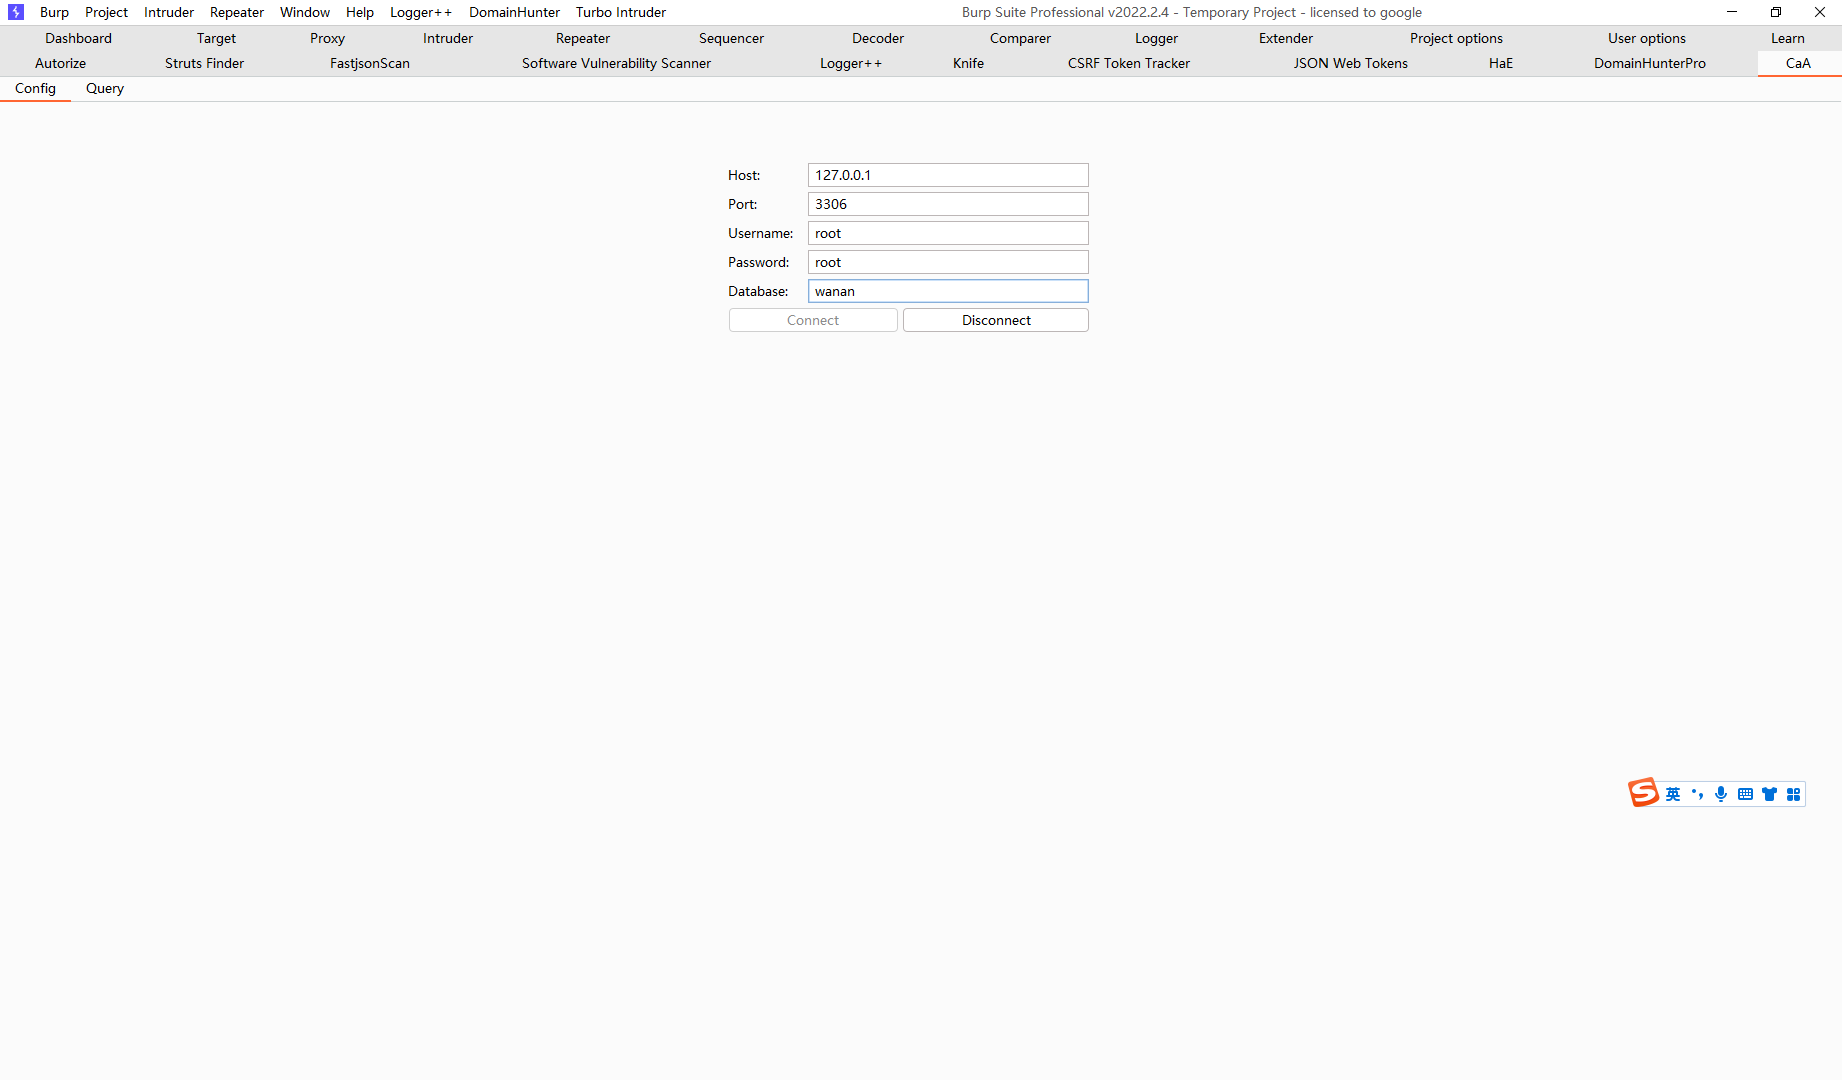 Burp Project Intruder Repeater Window Help Logger++ DomainHunter Turbo Intruder Burp Suite Professional v2022.2.4 - Temporary Project - licensed to google
Dashboard Target Proxy Intruder Repeater Sequencer Decoder Comparer Logger Extender Project options User options Learn
Autorize Struts Finder FastjsonScan Software Vulnerability Scanner Logger++ Knife CSRF Token Tracker JSON Web Tokens HaE DomainHunterPro CaA
Config Query
Host: 127.0.0.1
Port: 3306
Username: root
Password: root
Database: wanan
Connect Disconnect
S 英